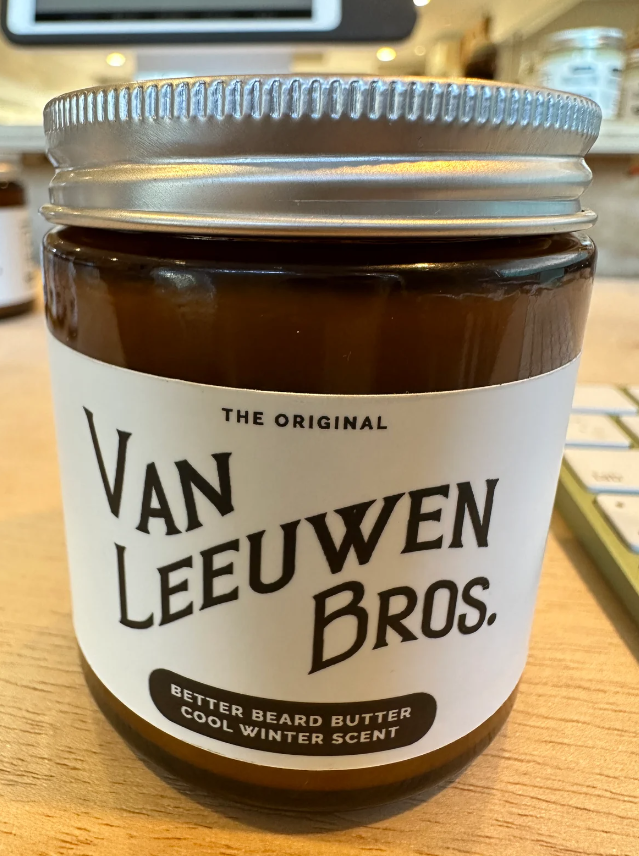 THE ORIGINAL
VAN
LEEUWEN
BROS.
BETTER BEARD BUTTER
COOL WINTER SCENT